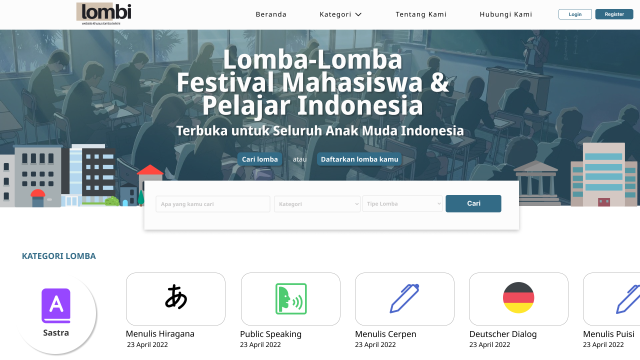 lombi
Beranda
Kategori
Tentang Kami
Hubungi Kami
Login
Register
Lomba-Lomba
Festival Mahasiswa &
Pelajar Indonesia
Terbuka untuk Seluruh Anak Muda Indonesia
Cari lomba
atau
Daftarkan lomba kamu
Apa yang kamu cari
Kategori
Tipe Lomba
Cari
KATEGORI LOMBA
A
Sastra
あ
Menulis Hiragana
23 April 2022
Public Speaking
23 April 2022
Menulis Cerpen
23 April 2022
Deutscher Dialog
23 April 2022
Menulis Puisi
23 April 2022